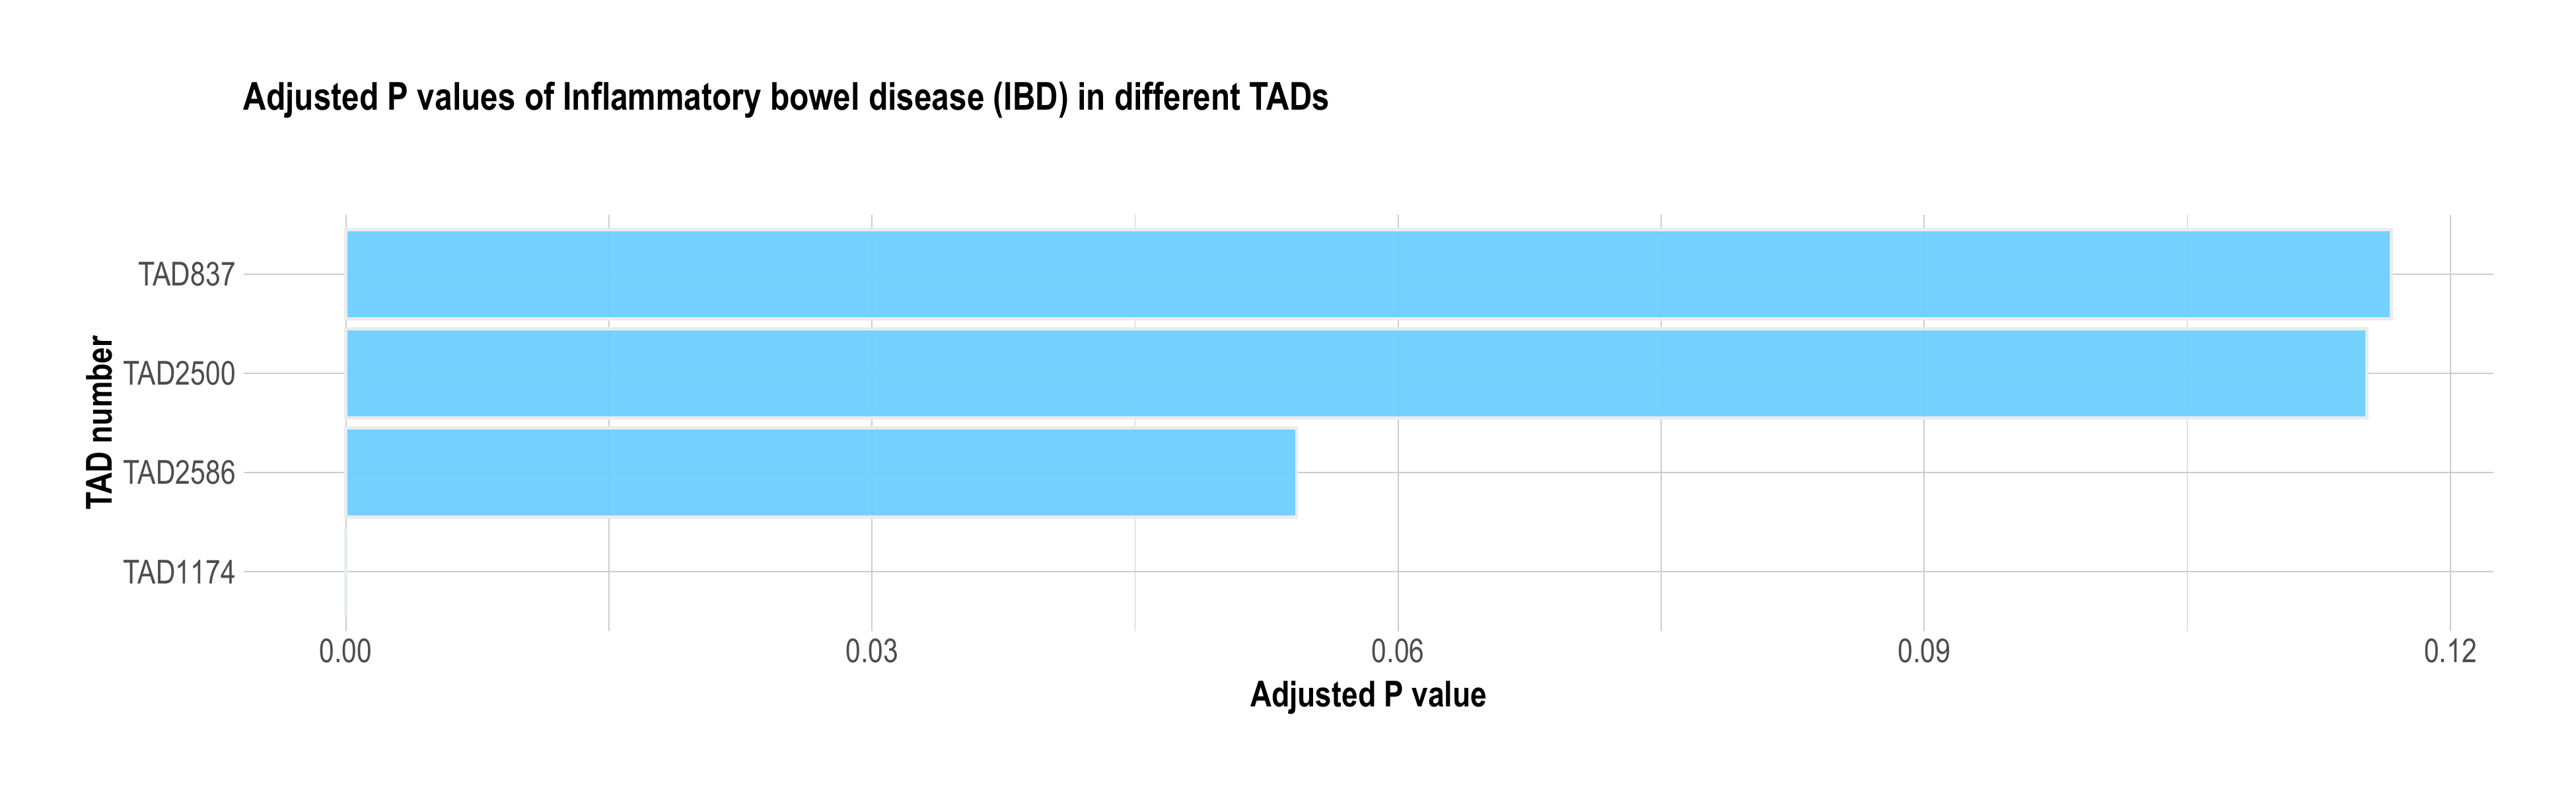 Adjusted P values of Inflammatory bowel disease (IBD) in different TADs
TAD number
TAD837
TAD2500
TAD2586
TAD1174
0.00 0.03 0.06 0.09 0.12
Adjusted P value